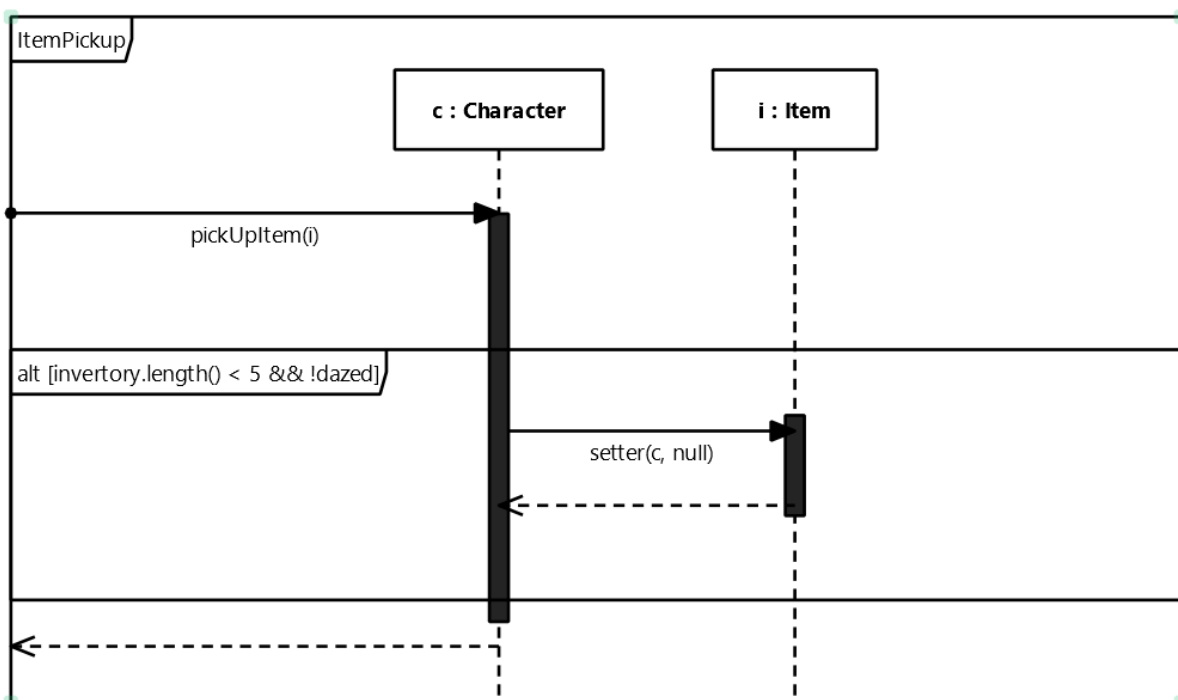 ItemPickup
c : Character
i : Item
pickUpItem(i)
alt [invertory.length() < 5 && !dazed]
setter(c, null)